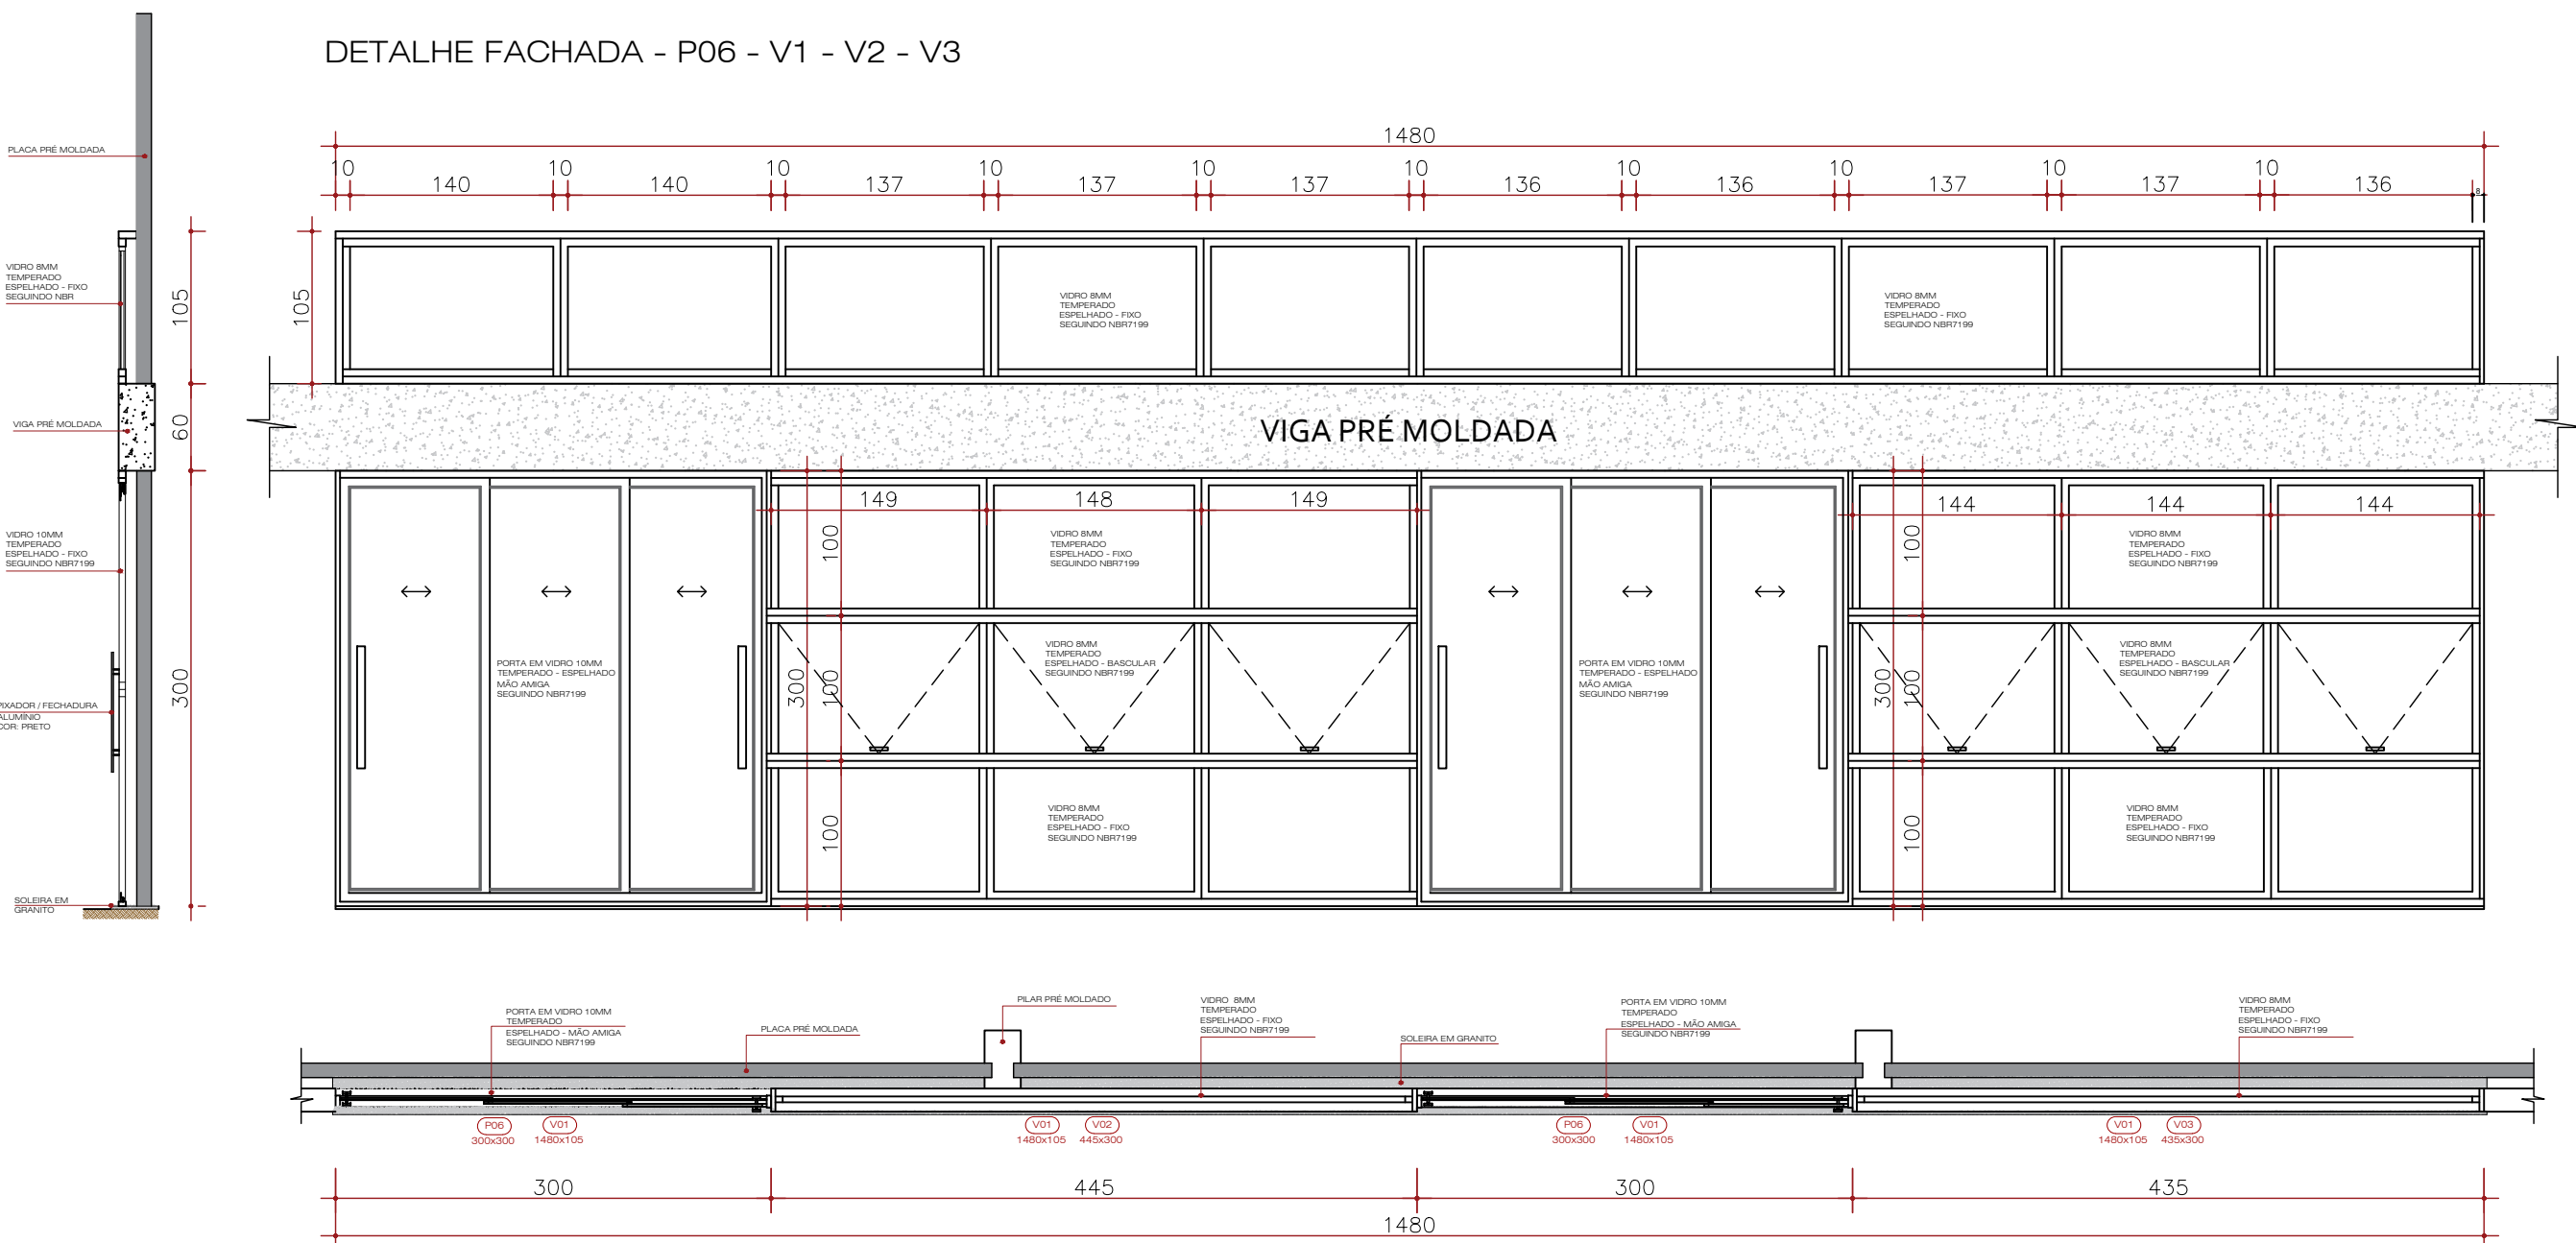 DETALHE FACHADA - P06 - V1 - V2 - V3
PLACA PRÉ MOLDADA
VIDRO 8MM
TEMPERADO
ESPELHADO - FIXO
SEGUINDO NBR
105
VIGA PRÉ MOLDADA
60
VIDRO 10MM
TEMPERADO
ESPELHADO - FIXO
SEGUINDO NBR7199
300
PIXADOR / FECHADURA
ALUMÍNIO
COR: PRETO
SOLEIRA EM
GRANITO
1480
10 10 10 10 10 10 10 10 10 10
140 140 137 137 137 136 136 137 137 136 8
105
VIDRO 8MM
TEMPERADO
ESPELHADO - FIXO
SEGUINDO NBR7199
VIDRO 8MM
TEMPERADO
ESPELHADO - FIXO
SEGUINDO NBR7199
VIGA PRÉ MOLDADA
149 148 149
144 144 144
100
VIDRO 8MM
TEMPERADO
ESPELHADO - FIXO
SEGUINDO NBR7199
100
VIDRO 8MM
TEMPERADO
ESPELHADO - FIXO
SEGUINDO NBR7199
PORTA EM VIDRO 10MM
TEMPERADO - ESPELHADO
MÃO AMIGA
SEGUINDO NBR7199
300
100
VIDRO 8MM
TEMPERADO
ESPELHADO - BASCULAR
SEGUINDO NBR7199
PORTA EM VIDRO 10MM
TEMPERADO - ESPELHADO
MÃO AMIGA
SEGUINDO NBR7199
300
100
VIDRO 8MM
TEMPERADO
ESPELHADO - BASCULAR
SEGUINDO NBR7199
100
VIDRO 8MM
TEMPERADO
ESPELHADO - FIXO
SEGUINDO NBR7199
100
VIDRO 8MM
TEMPERADO
ESPELHADO - FIXO
SEGUINDO NBR7199
PORTA EM VIDRO 10MM
TEMPERADO
ESPELHADO - MÃO AMIGA
SEGUINDO NBR7199
PLACA PRÉ MOLDADA
PILAR PRÉ MOLDADO
VIDRO 8MM
TEMPERADO
ESPELHADO - FIXO
SEGUINDO NBR7199
SOLEIRA EM GRANITO
PORTA EM VIDRO 10MM
TEMPERADO
ESPELHADO - MÃO AMIGA
SEGUINDO NBR7199
VIDRO 8MM
TEMPERADO
ESPELHADO - FIXO
SEGUINDO NBR7199
P06 V01 V01 V02 P06 V01 V01 V03
300x300 1480x105 1480x105 445x300 300x300 1480x105 1480x105 435x300
300 445 300 435
1480